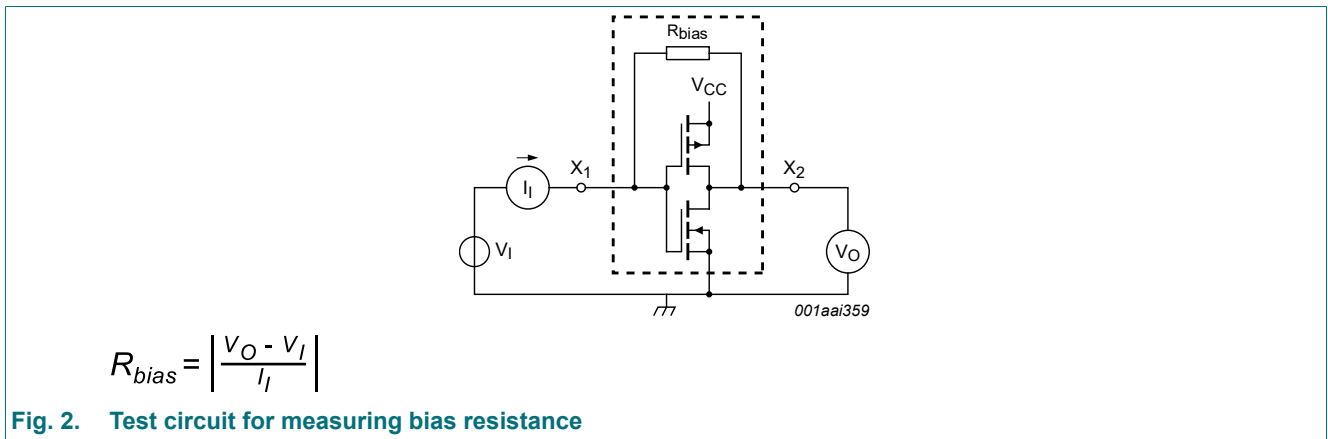 Rbias
VCC
X1
X2
II
VI
VO
001aai359
Rbias = | VO - VI / II |
Fig. 2. Test circuit for measuring bias resistance